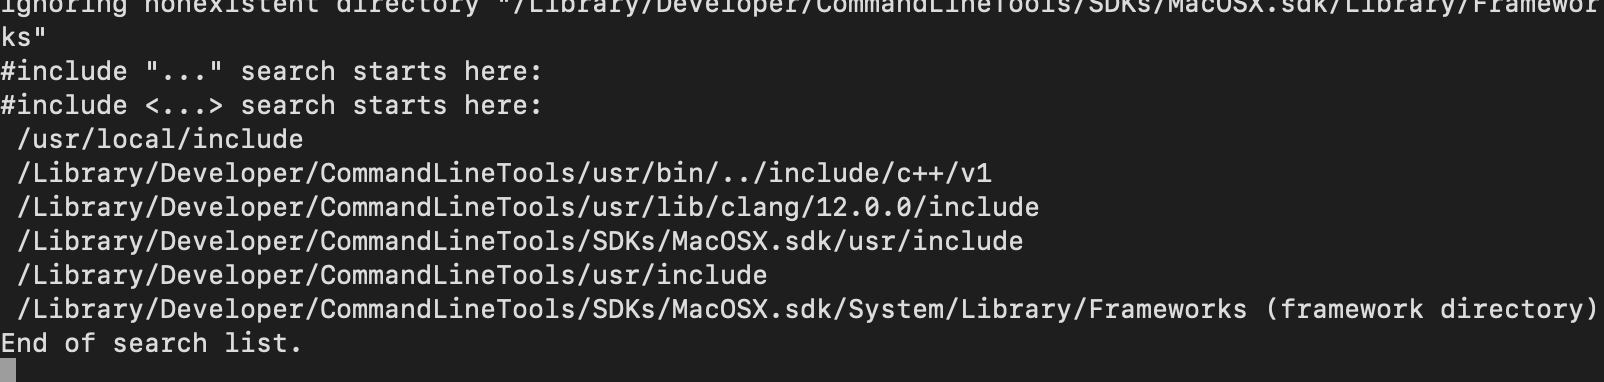 ignoring nonexistent directory "/Library/Developer/CommandLineTools/SDKs/MacOSX.sdk/Library/Framewor
ks"
#include "..." search starts here:
#include <...> search starts here:
 /usr/local/include
 /Library/Developer/CommandLineTools/usr/bin/../include/c++/v1
 /Library/Developer/CommandLineTools/usr/lib/clang/12.0.0/include
 /Library/Developer/CommandLineTools/SDKs/MacOSX.sdk/usr/include
 /Library/Developer/CommandLineTools/usr/include
 /Library/Developer/CommandLineTools/SDKs/MacOSX.sdk/System/Library/Frameworks (framework directory)
End of search list.